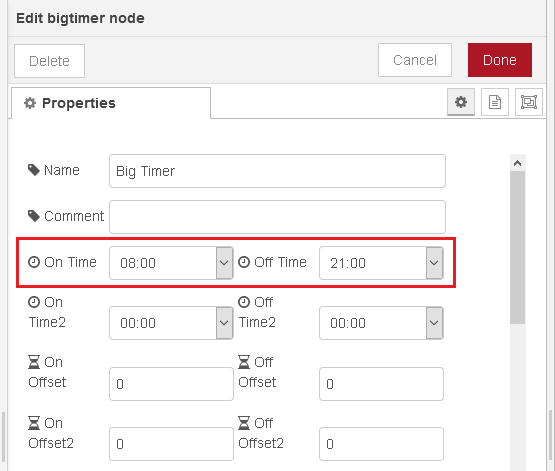 Edit bigtimer node
Delete Cancel Done
Properties
Name Big Timer
Comment
On Time 08:00 Off Time 21:00
On Time2 00:00 Off Time2 00:00
On Offset 0 Off Offset 0
On Offset2 0 Off Offset2 0